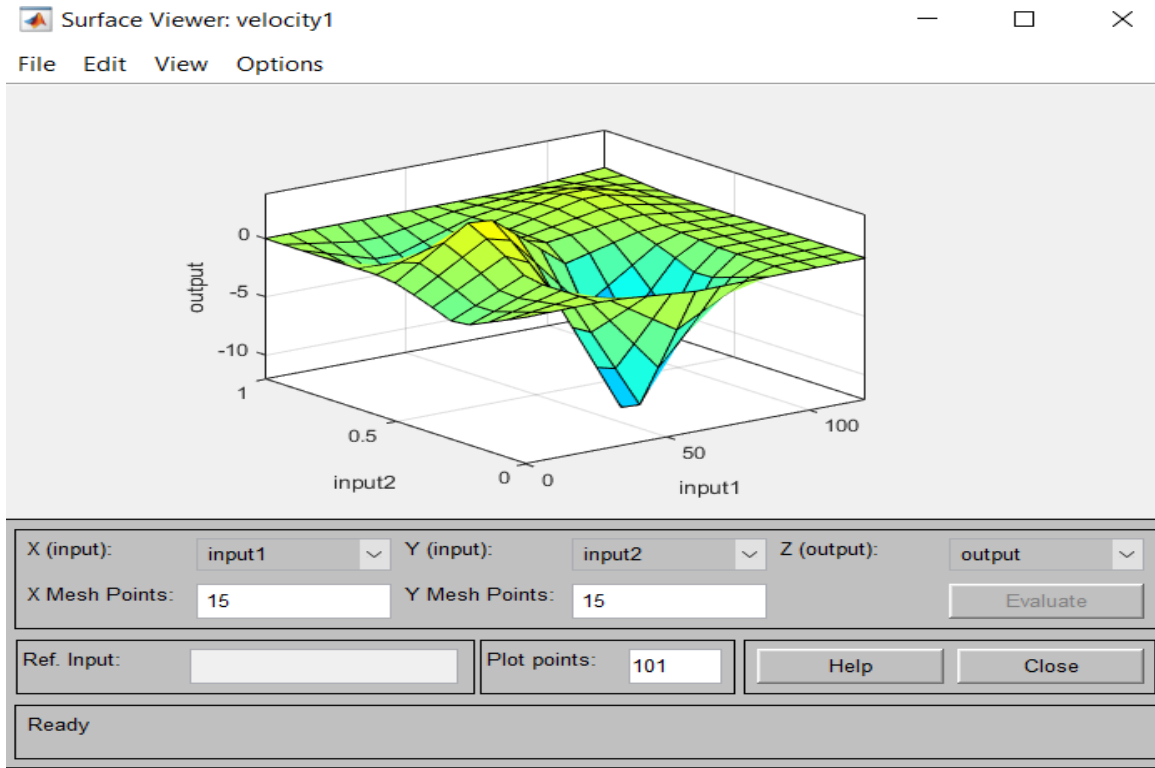 Surface Viewer: velocity1
File Edit View Options
0
-5
-10
output
1
0.5
0
input2
0
50
100
input1
X (input): input1 Y (input): input2 Z (output): output
X Mesh Points: 15 Y Mesh Points: 15 Evaluate
Ref. Input: Plot points: 101 Help Close
Ready